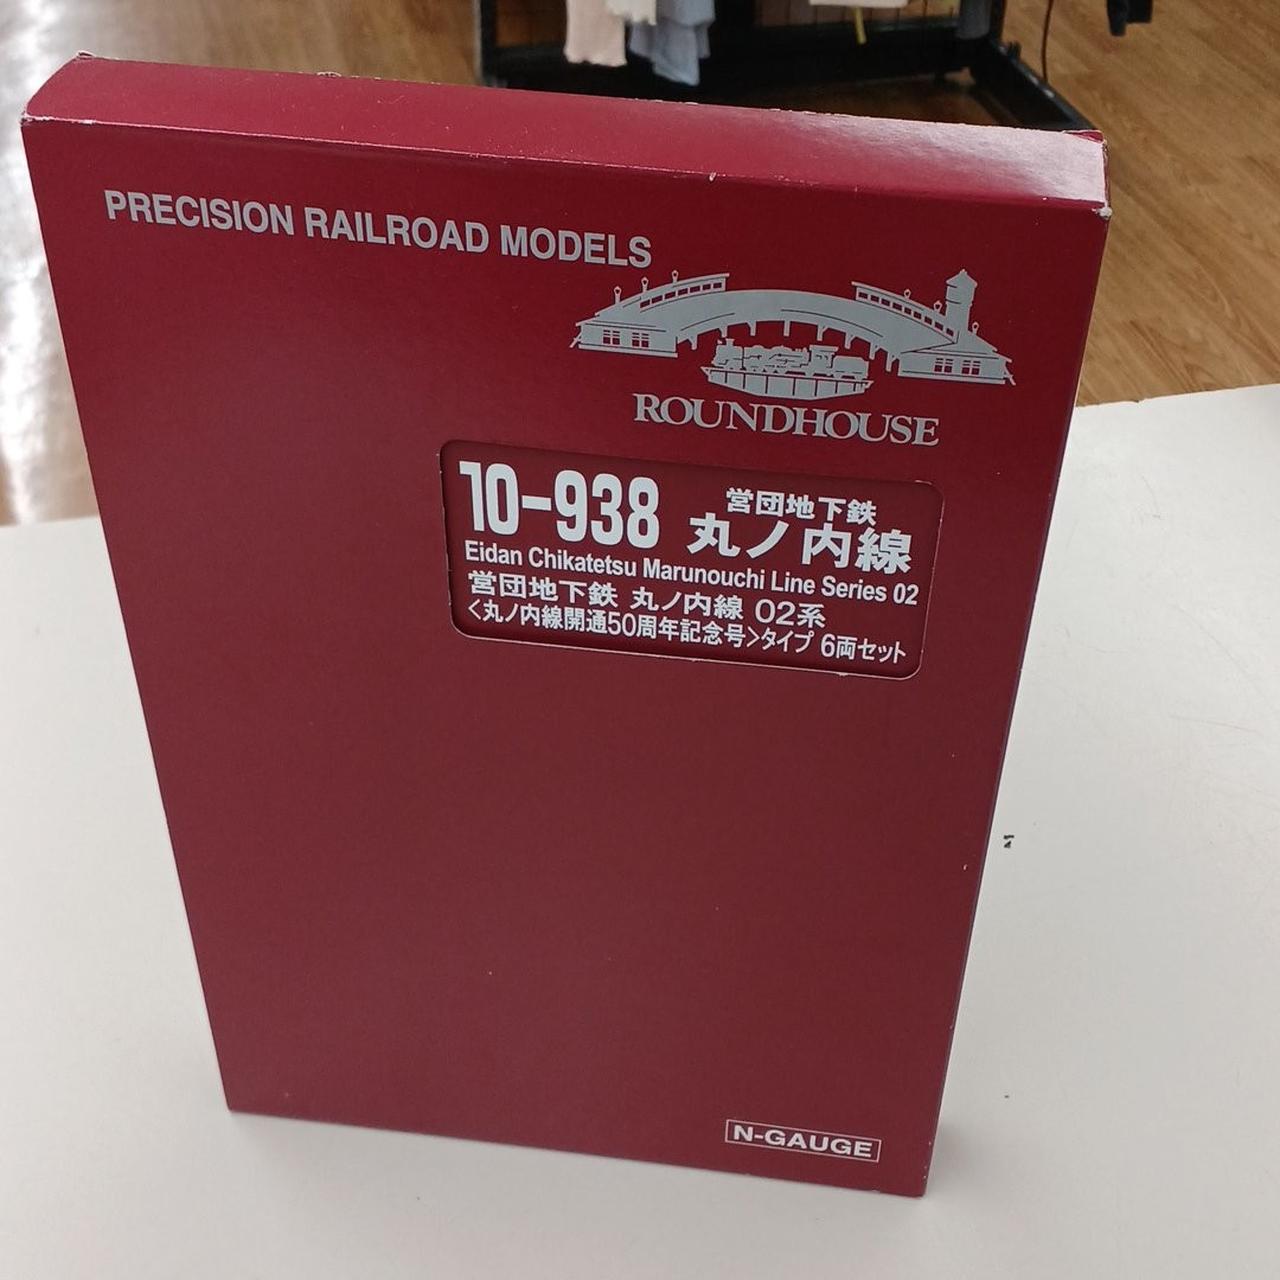 PRECISION RAILROAD MODELS
ROUNDHOUSE
10-938
営団地下鉄
丸ノ内線
Eidan Chikatetsu Marunouchi Line Series 02
営団地下鉄 丸ノ内線 02系
<丸ノ内線開通50周年記念号>タイプ 6両セット
N-GAUGE